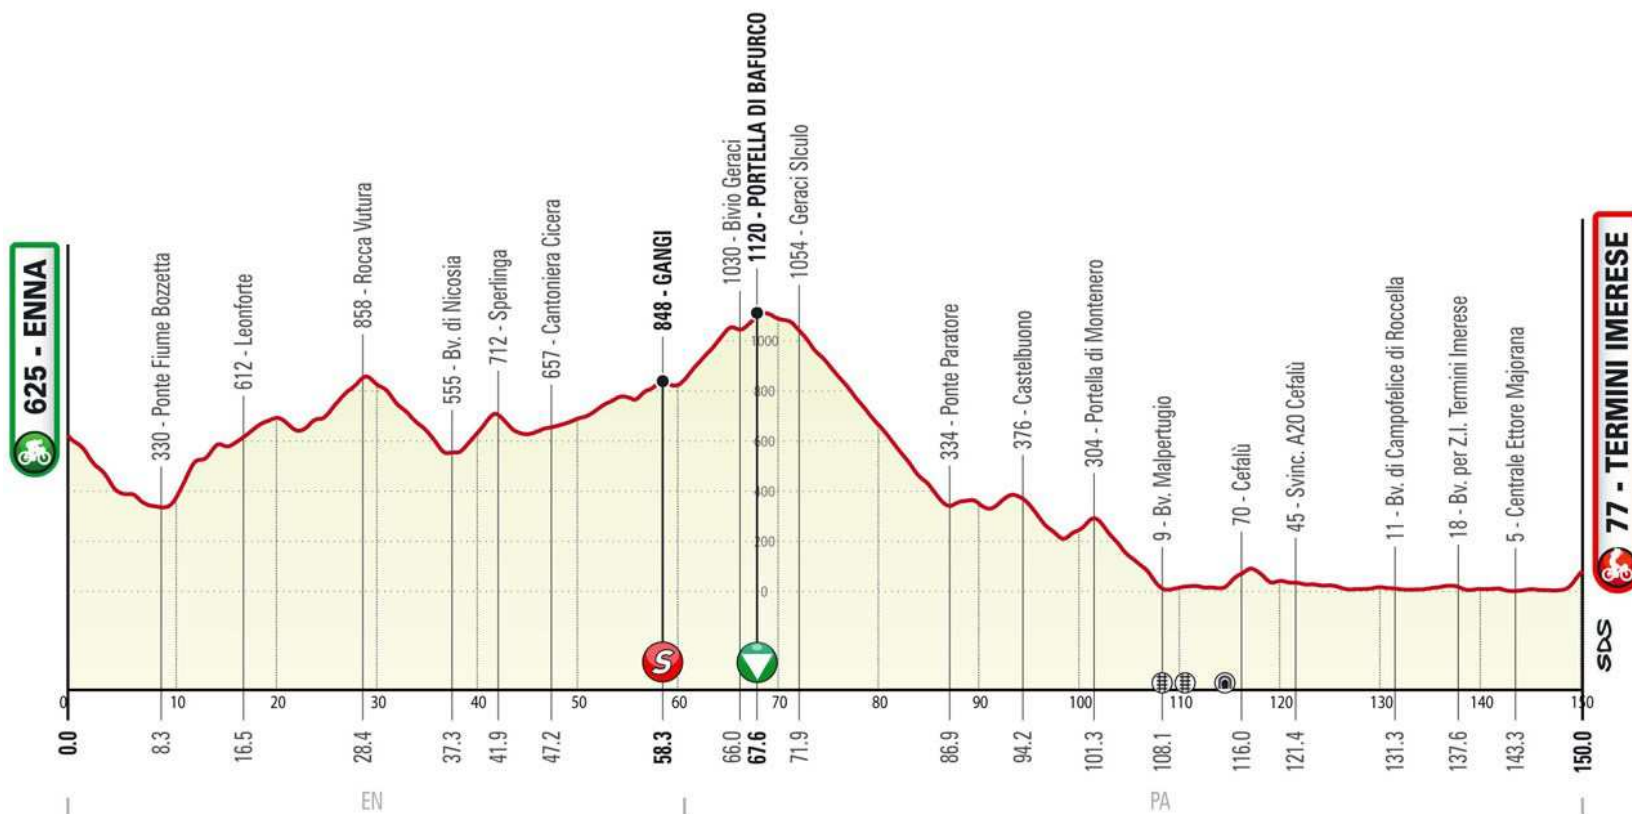 625 - ENNA
330 - Ponte Fiume Bozzetta
612 - Leonforte
858 - Rocca Vutura
555 - Bv. di Nicosia
712 - Sperlinga
657 - Cantoniera Cicera
848 - GANGI
1030 - Bivio Geraci
1120 - PORTELLA DI BAFURCO
1054 - Geraci SIculo
334 - Ponte Paratore
376 - Castelbuono
304 - Portella di Montenero
9 - Bv. Malpertugio
70 - Cefalù
45 - Svinc. A20 Cefalù
11 - Bv. di Campofelice di Roccella
18 - Bv. per Z.I. Termini Imerese
5 - Centrale Ettore Majorana
77 - TERMINI IMERESE
1000
800
600
400
200
0
S
SDS
0 10 20 30 40 50 60 70 80 90 100 110 120 130 140 150
0.0 8.3 16.5 28.4 37.3 41.9 47.2 58.3 66.0 67.6 71.9 86.9 94.2 101.3 108.1 116.0 121.4 131.3 137.6 143.3 150.0
EN PA